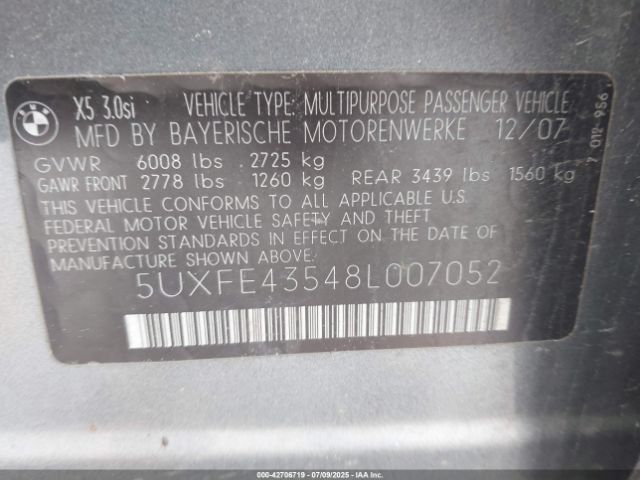 BMW
X5 3.0si VEHICLE TYPE: MULTIPURPOSE PASSENGER VEHICLE
MFD BY BAYERISCHE MOTORENWERKE 12/07
GVWR 6008 lbs 2725 kg
GAWR FRONT 2778 lbs 1260 kg REAR 3439 lbs 1560 kg
THIS VEHICLE CONFORMS TO ALL APPLICABLE U.S.
FEDERAL MOTOR VEHICLE SAFETY AND THEFT
PREVENTION STANDARDS IN EFFECT ON THE DATE OF
MANUFACTURE SHOWN ABOVE.
5UXFE43548L007052
7 012 956
000-42706719 - 07/09/2025 - IAAI.COM